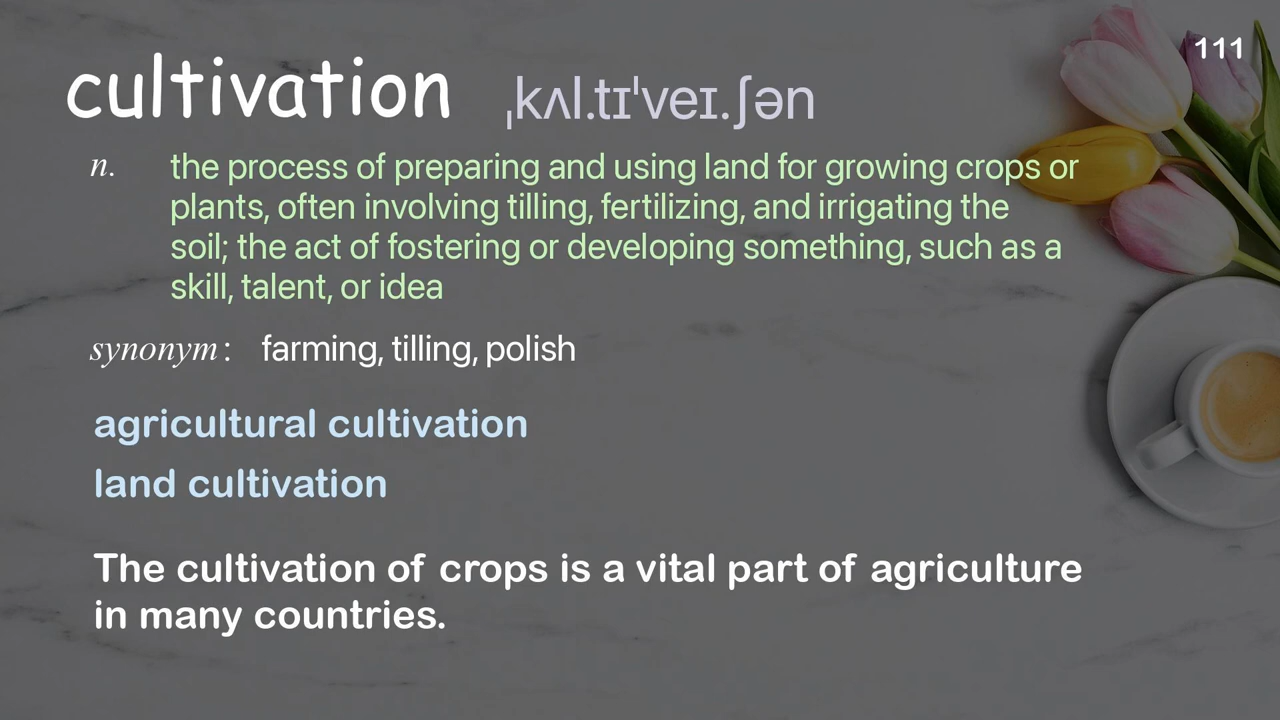 111
cultivation ˌkʌl.tɪˈveɪ.ʃən
n. the process of preparing and using land for growing crops or
plants, often involving tilling, fertilizing, and irrigating the
soil; the act of fostering or developing something, such as a
skill, talent, or idea
synonym: farming, tilling, polish
agricultural cultivation
land cultivation
The cultivation of crops is a vital part of agriculture
in many countries.